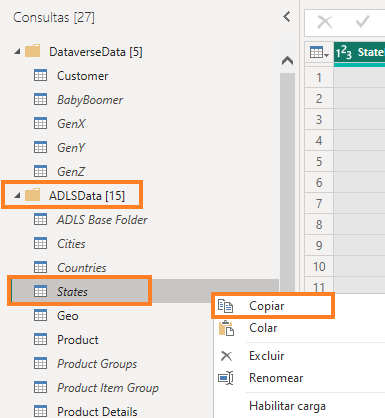 Consultas [27]
DataverseData [5]
Customer
BabyBoomer
GenX
GenY
GenZ
ADLSData [15]
ADLS Base Folder
Cities
Countries
States
Geo
Product
Product Groups
Product Item Group
Product Details
1²3 State
1
2
3
4
5
6
7
8
9
10
11
Copiar
Colar
Excluir
Renomear
Habilitar carga